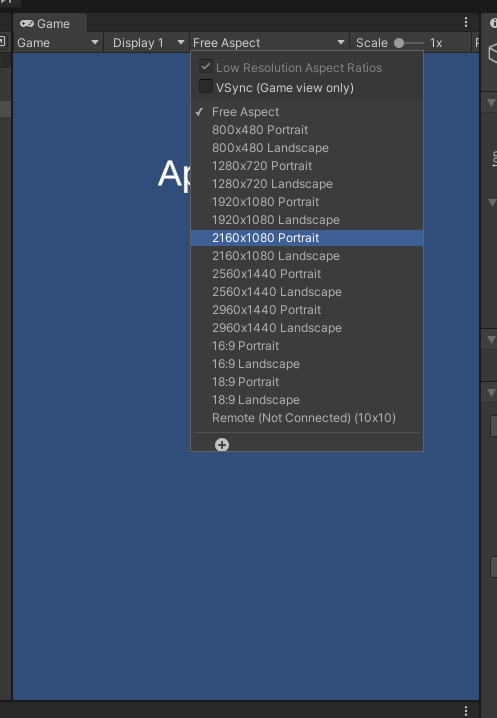 Game
Game Display 1 Free Aspect Scale 1x
Low Resolution Aspect Ratios
VSync (Game view only)
Free Aspect
800x480 Portrait
800x480 Landscape
1280x720 Portrait
1280x720 Landscape
1920x1080 Portrait
1920x1080 Landscape
2160x1080 Portrait
2160x1080 Landscape
2560x1440 Portrait
2560x1440 Landscape
2960x1440 Portrait
2960x1440 Landscape
16:9 Portrait
16:9 Landscape
18:9 Portrait
18:9 Landscape
Remote (Not Connected) (10x10)